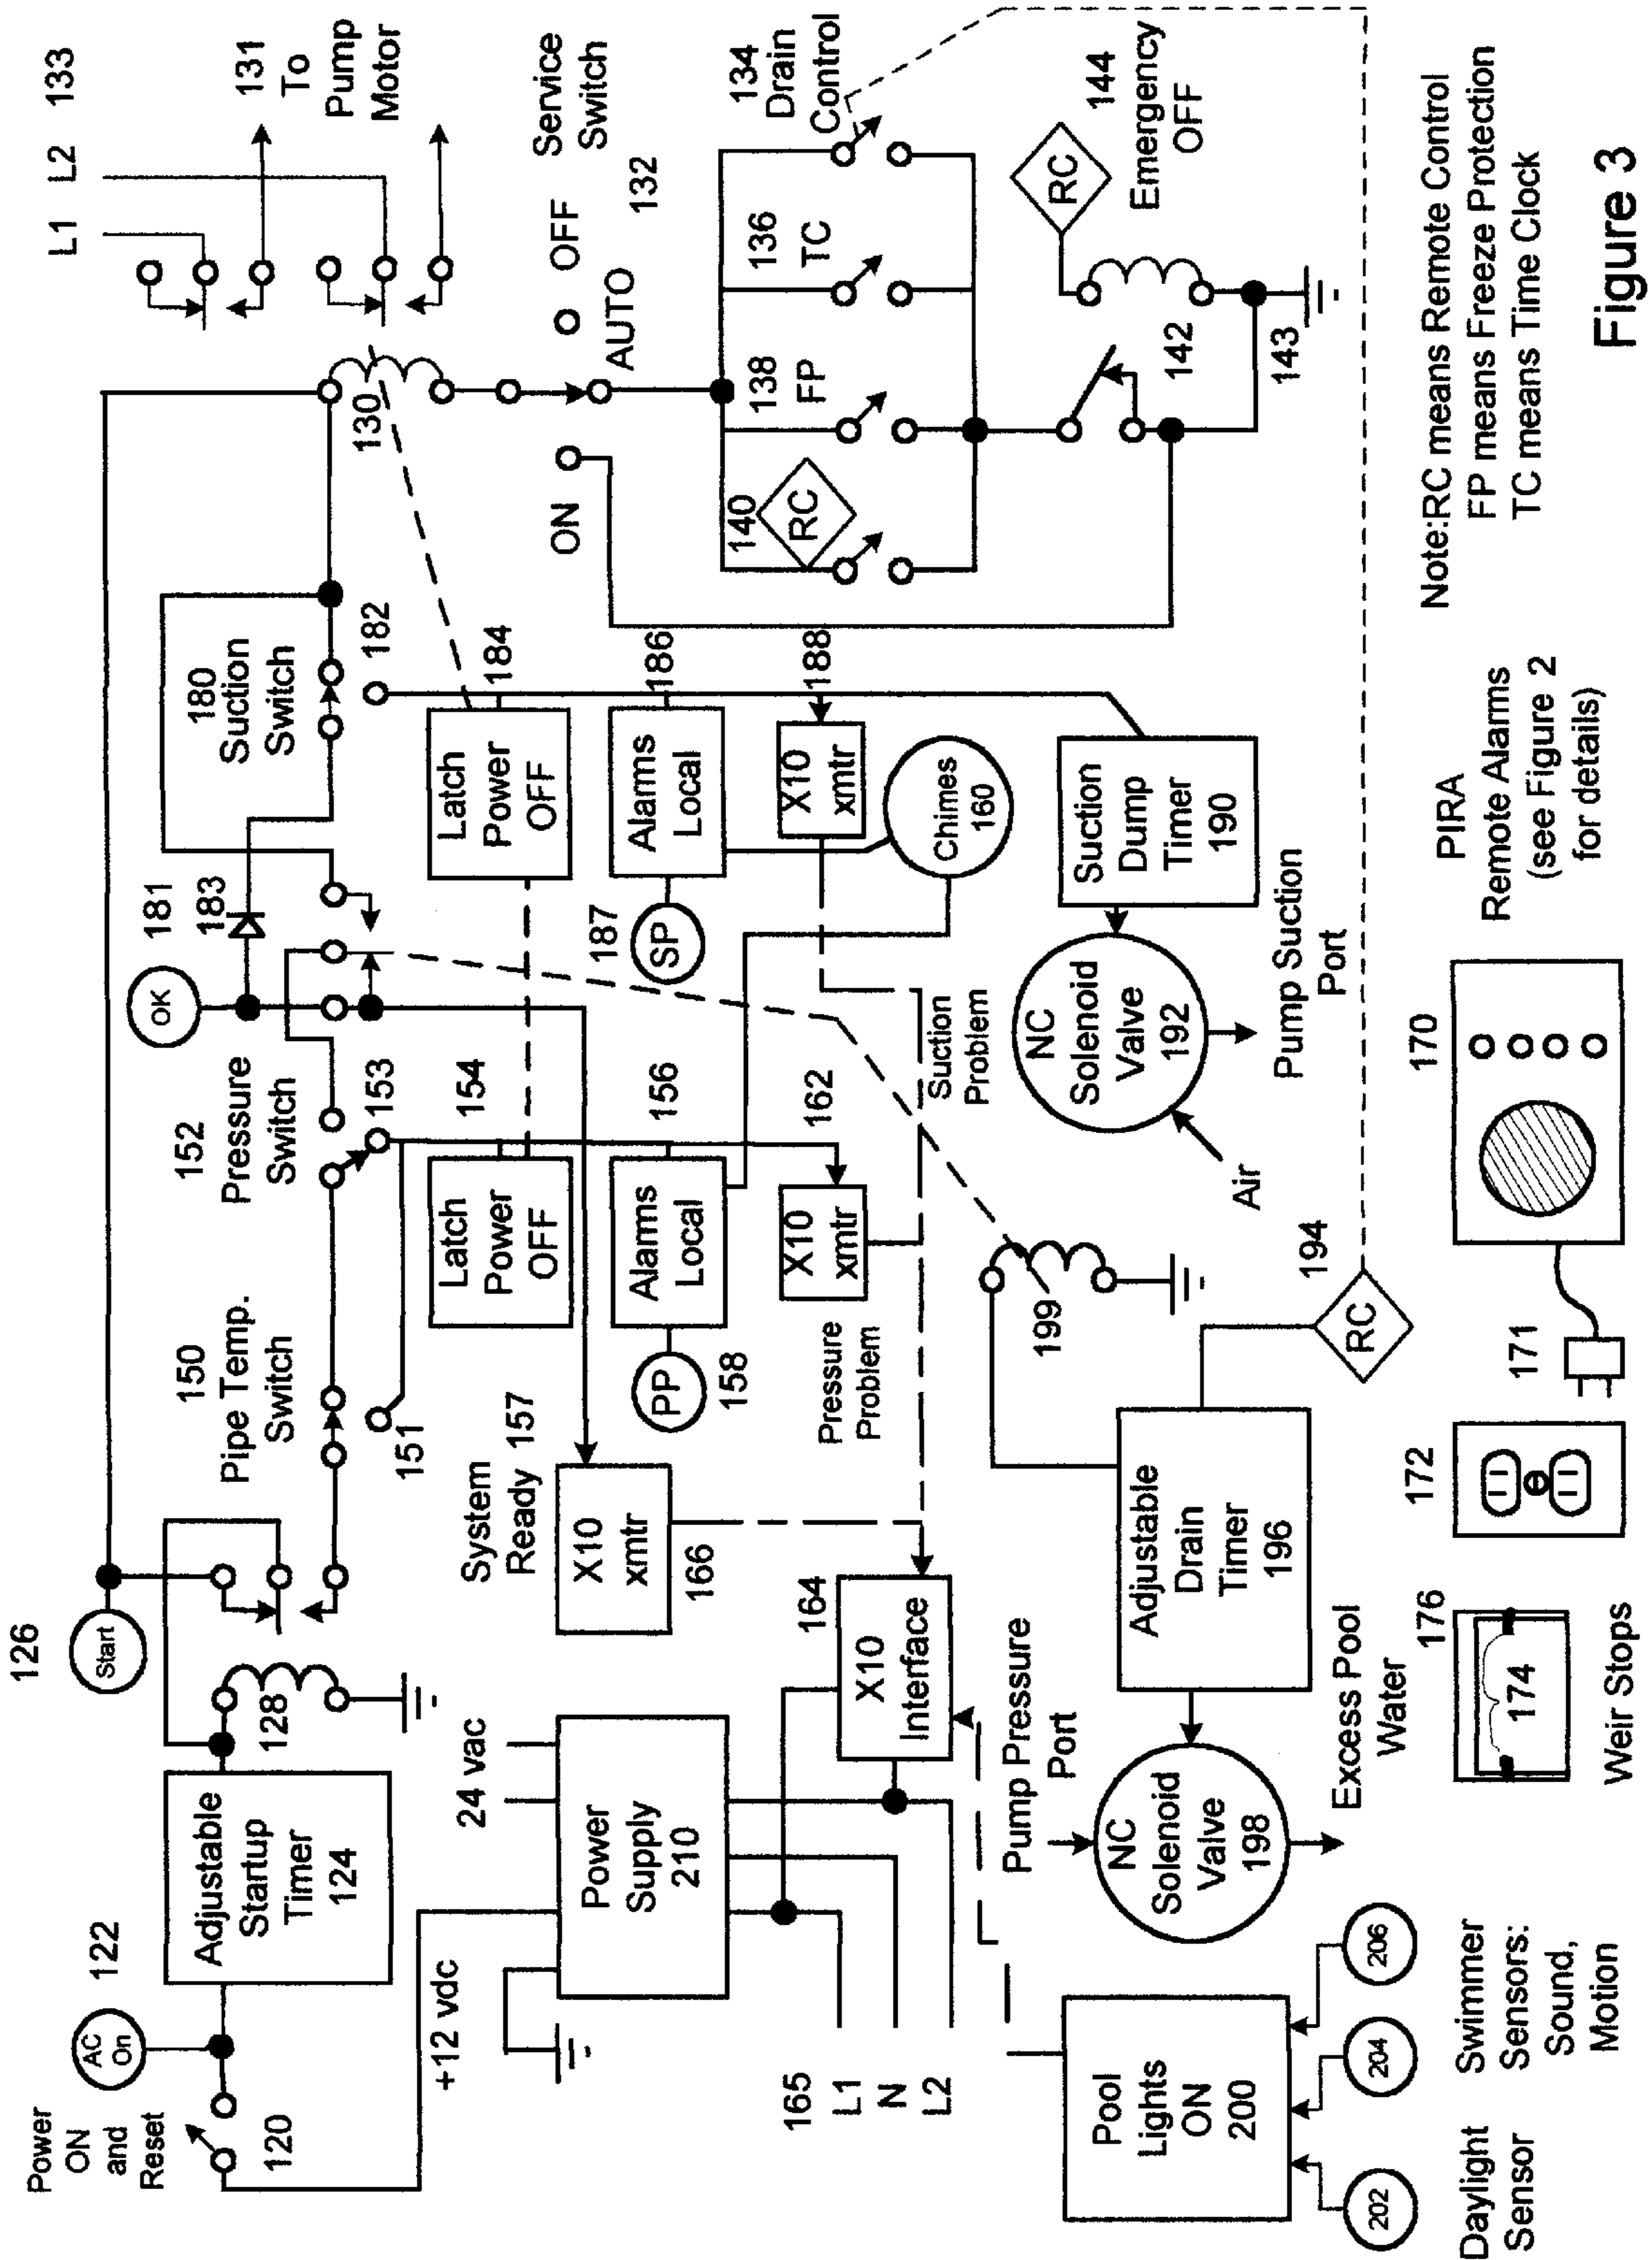 Power
ON
and
Reset
120
AC
On
122
Adjustable
Startup
Timer
124
126
Start
128
150
Pipe Temp.
Switch
151
152
Pressure
Switch
153
OK
181
183
180
Suction
Switch
182
130
L1 L2 133
131
To
Pump
Motor
+12 vdc
24 vac
Power
Supply
210
165
L1
N
L2
System
Ready 157
X10
xmtr
166
164
X10
Interface
Latch
Power
OFF
154
Alarms
Local
156
PP
158
X10
xmtr
162
Pressure
Problem
Latch
Power
OFF
184
Alarms
Local
186
187
SP
X10
xmtr
188
Chimes
160
Suction
Problem
ON
OFF
AUTO
Service
Switch
132
134
Drain
Control
136
TC
138
FP
140
RC
142
143
RC
144
Emergency
OFF
Suction
Dump
Timer
190
NC
Solenoid
Valve
192
Air
Pump Suction
Port
199
194
RC
Adjustable
Drain
Timer
196
Pump Pressure
Port
NC
Solenoid
Valve
198
Excess Pool
Water
Pool
Lights
ON
200
202
204
206
Daylight
Sensor
Swimmer
Sensors:
Sound,
Motion
176
174
Weir Stops
172
171
170
PIRA
Remote Alarms
(see Figure 2
for details)
Note:RC means Remote Control
FP means Freeze Protection
TC means Time Clock
Figure 3